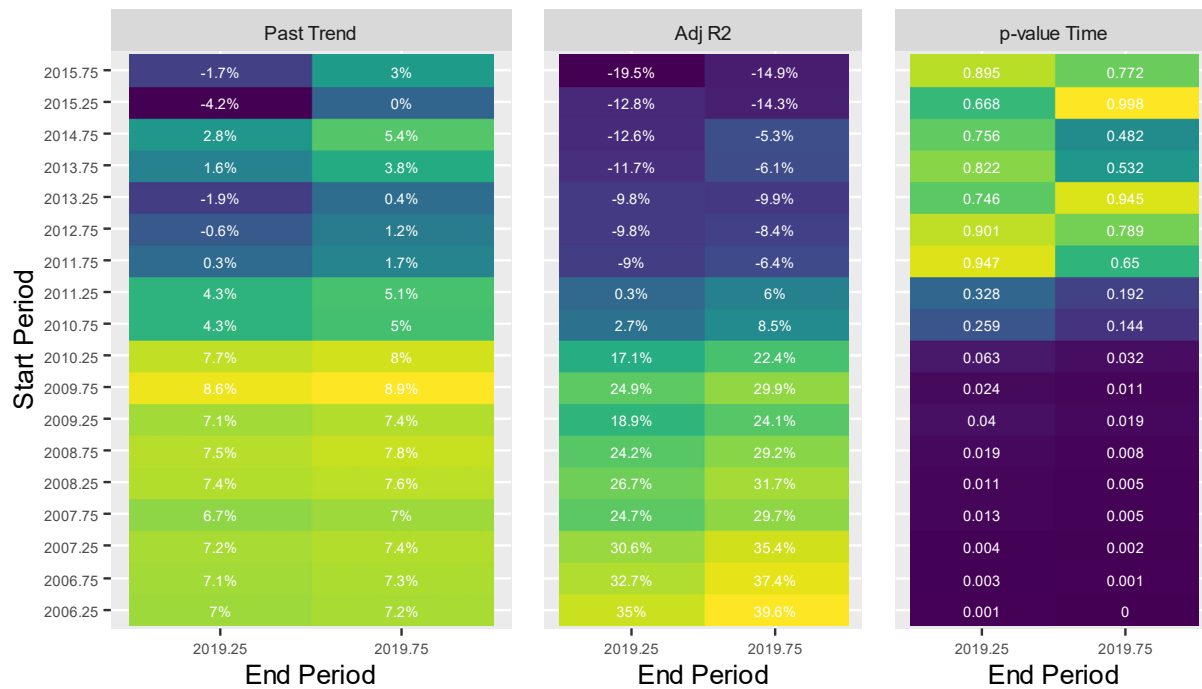 Past Trend Adj R2 p-value Time
2015.75 -1.7% 3% -19.5% -14.9% 0.895 0.772
2015.25 -4.2% 0% -12.8% -14.3% 0.668 0.998
2014.75 2.8% 5.4% -12.6% -5.3% 0.756 0.482
2013.75 1.6% 3.8% -11.7% -6.1% 0.822 0.532
2013.25 -1.9% 0.4% -9.8% -9.9% 0.746 0.945
2012.75 -0.6% 1.2% -9.8% -8.4% 0.901 0.789
2011.75 0.3% 1.7% -9% -6.4% 0.947 0.65
2011.25 4.3% 5.1% 0.3% 6% 0.328 0.192
2010.75 4.3% 5% 2.7% 8.5% 0.259 0.144
2010.25 7.7% 8% 17.1% 22.4% 0.063 0.032
2009.75 8.6% 8.9% 24.9% 29.9% 0.024 0.011
2009.25 7.1% 7.4% 18.9% 24.1% 0.04 0.019
2008.75 7.5% 7.8% 24.2% 29.2% 0.019 0.008
2008.25 7.4% 7.6% 26.7% 31.7% 0.011 0.005
2007.75 6.7% 7% 24.7% 29.7% 0.013 0.005
2007.25 7.2% 7.4% 30.6% 35.4% 0.004 0.002
2006.75 7.1% 7.3% 32.7% 37.4% 0.003 0.001
2006.25 7% 7.2% 35% 39.6% 0.001 0
Start Period
2019.25 2019.75 2019.25 2019.75 2019.25 2019.75
End Period End Period End Period